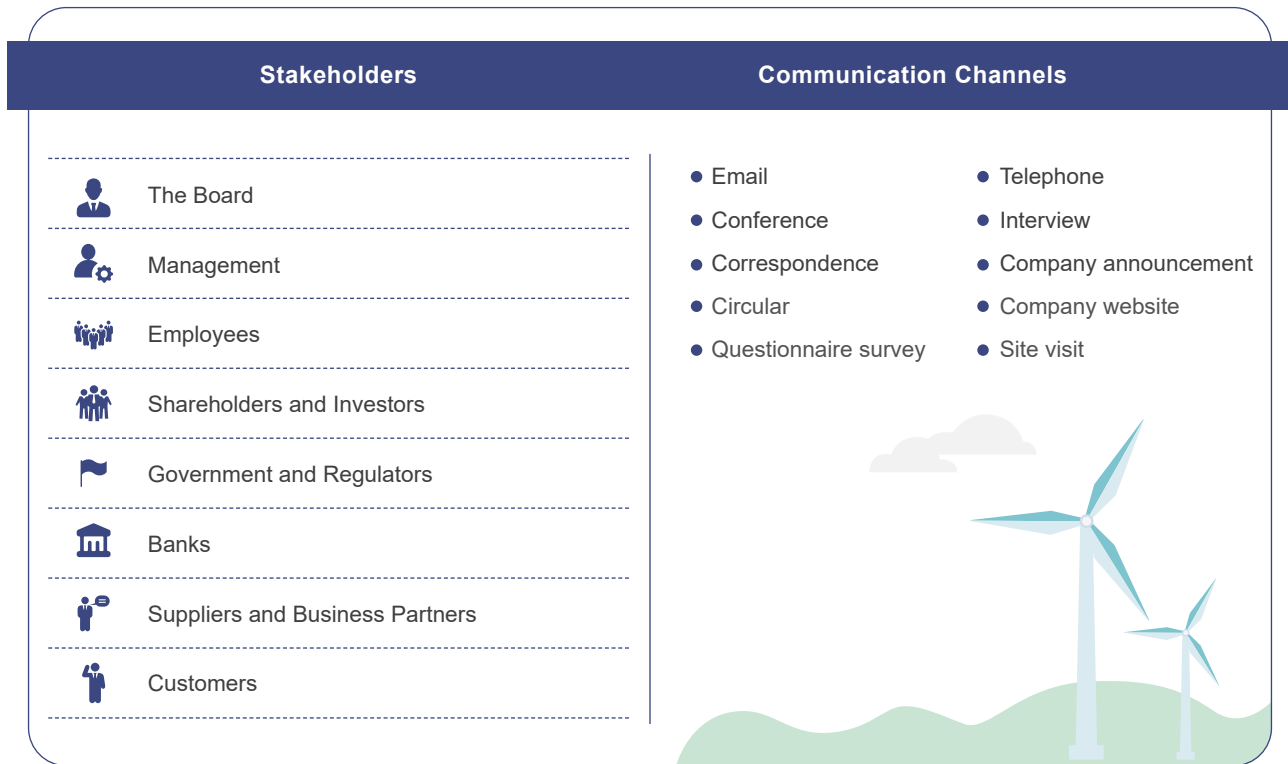 Stakeholders
Communication Channels
The Board
Management
Employees
Shareholders and Investors
Government and Regulators
Banks
Suppliers and Business Partners
Customers
Email
Conference
Correspondence
Circular
Questionnaire survey
Telephone
Interview
Company announcement
Company website
Site visit